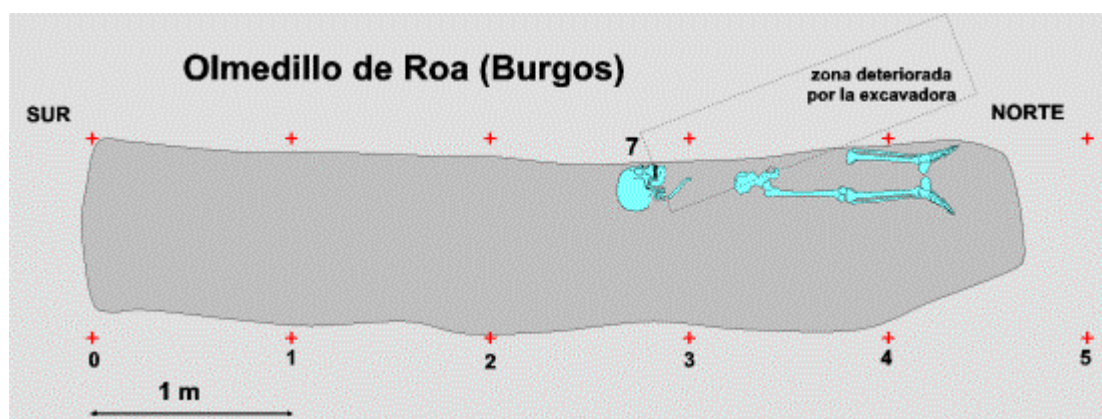 Olmedillo de Roa (Burgos)
zona deteriorada
por la excavadora
SUR
NORTE
7
0 1 2 3 4 5
1 m